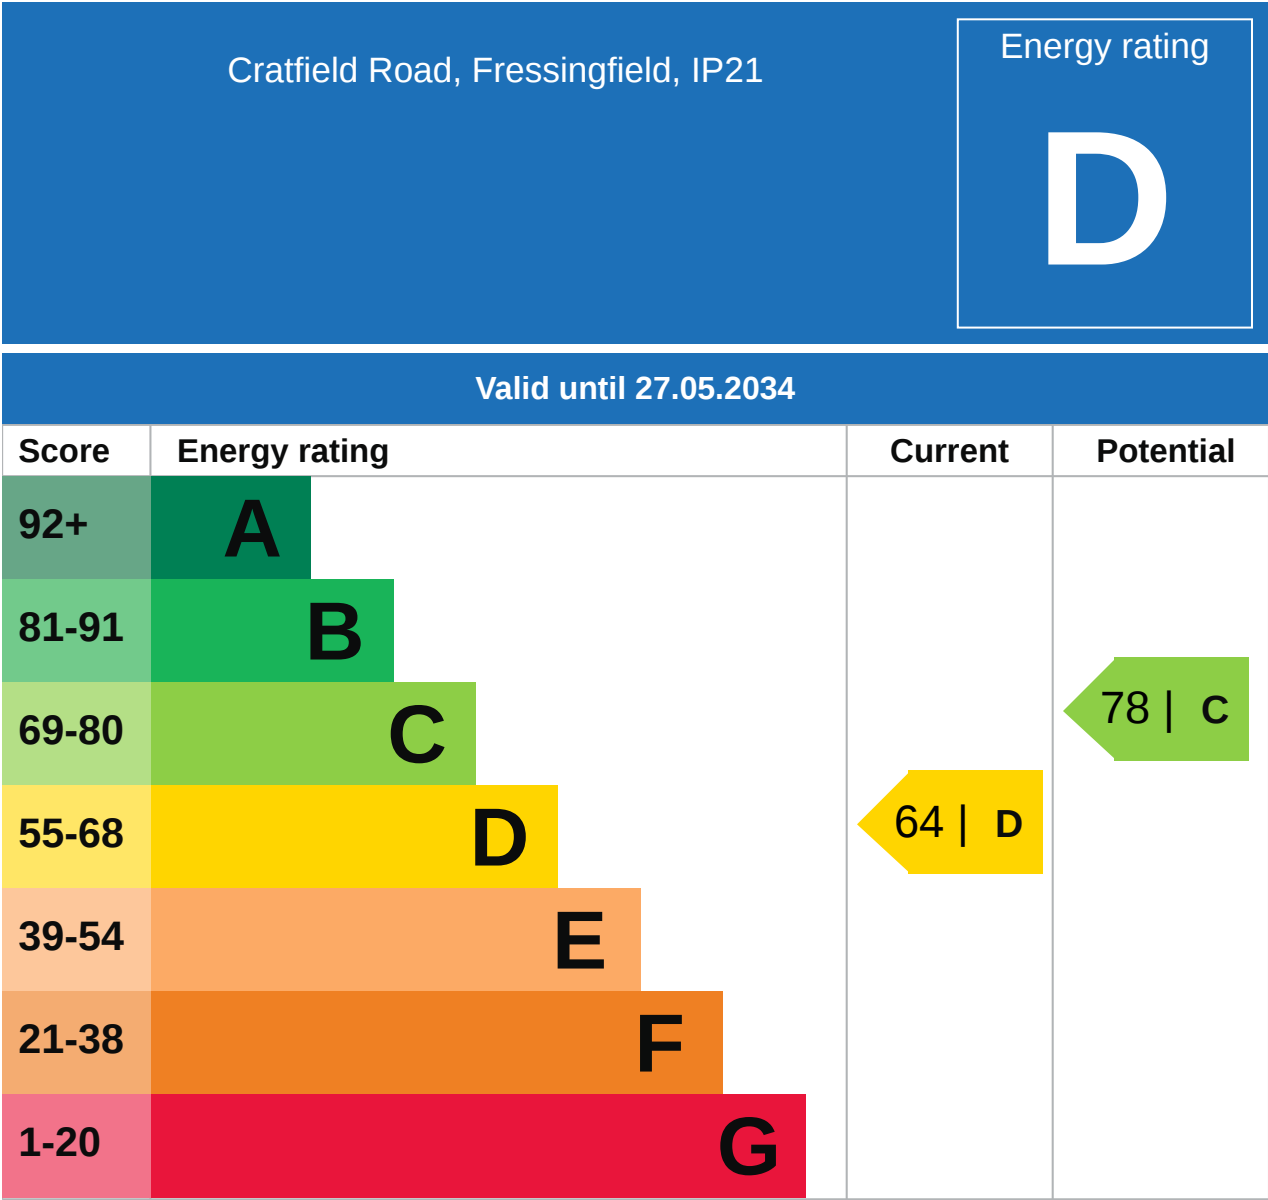 Cratfield Road, Fressingfield, IP21
Energy rating
D
Valid until 27.05.2034
Score Energy rating Current Potential
92+ A
81-91 B
69-80 C
78 | C
55-68 D
64 | D
39-54 E
21-38 F
1-20 G